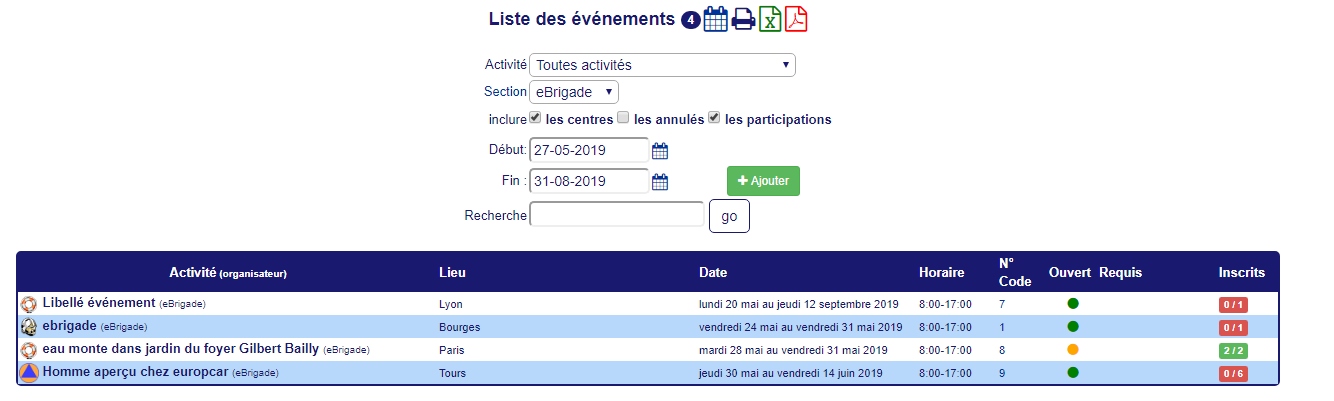 Liste des événements 4
Activité Toutes activités
Section eBrigade
inclure les centres les annulés les participations
Début: 27-05-2019
Fin : 31-08-2019 + Ajouter
Recherche go
Activité (organisateur) Lieu Date Horaire N° Code Ouvert Requis Inscrits
Libellé événement (eBrigade) Lyon lundi 20 mai au jeudi 12 septembre 2019 8:00-17:00 7 0 / 1
ebrigade (eBrigade) Bourges vendredi 24 mai au vendredi 31 mai 2019 8:00-17:00 1 0 / 1
eau monte dans jardin du foyer Gilbert Bailly (eBrigade) Paris mardi 28 mai au vendredi 31 mai 2019 8:00-17:00 8 2 / 2
Homme aperçu chez europcar (eBrigade) Tours jeudi 30 mai au vendredi 14 juin 2019 8:00-17:00 9 0 / 6